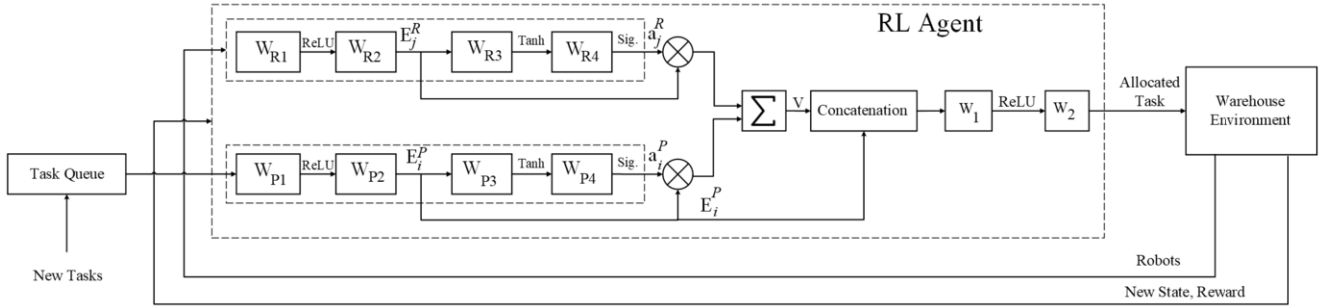 RL Agent
W_R1
ReLU
W_R2
E_j^R
W_R3
Tanh
W_R4
Sig.
a_j^R
Σ
V
Concatenation
W_1
ReLU
W_2
Allocated
Task
Warehouse
Environment
Task Queue
W_P1
ReLU
W_P2
E_i^P
W_P3
Tanh
W_P4
Sig.
a_i^P
E_i^P
New Tasks
Robots
New State, Reward